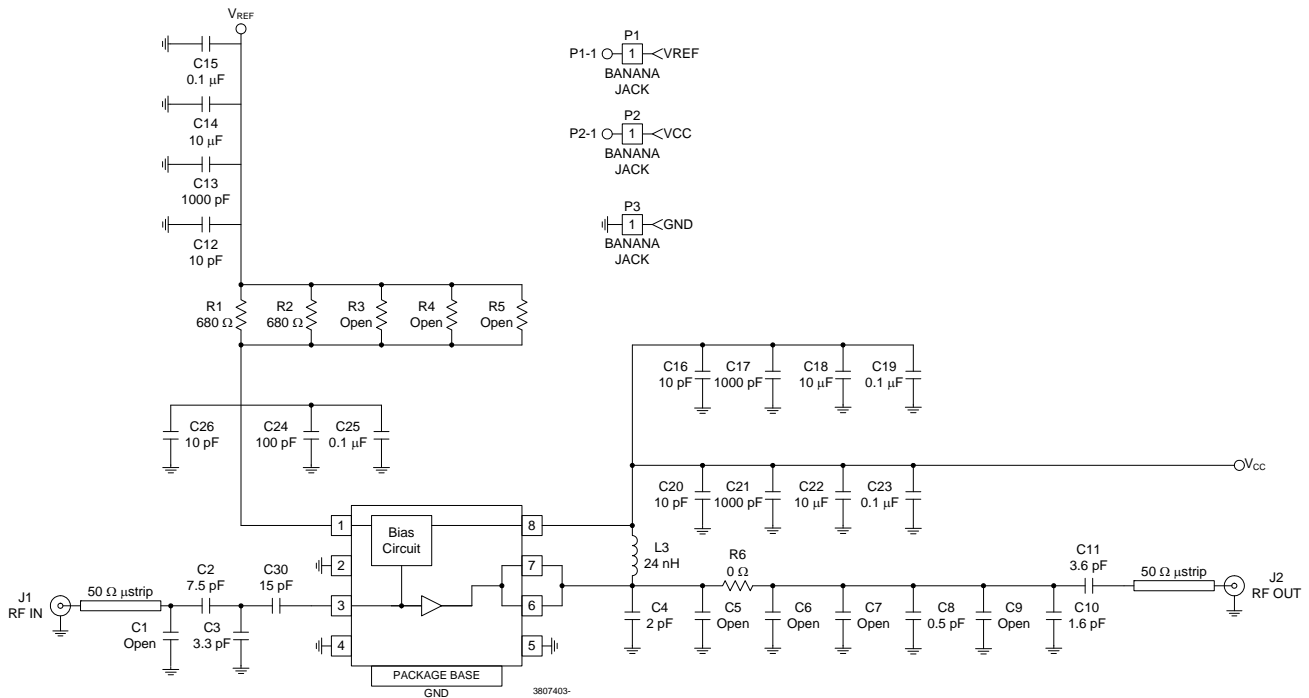 VREF
C15
0.1 µF
C14
10 µF
C13
1000 pF
C12
10 pF
P1
P1-1 1 VREF
BANANA
JACK
P2
P2-1 1 VCC
BANANA
JACK
P3
1 GND
BANANA
JACK
R1
680 Ω
R2
680 Ω
R3
Open
R4
Open
R5
Open
C16
10 pF
C17
1000 pF
C18
10 µF
C19
0.1 µF
C26
10 pF
C24
100 pF
C25
0.1 µF
VCC
C20
10 pF
C21
1000 pF
C22
10 µF
C23
0.1 µF
1
2
3
4
8
7
6
5
Bias
Circuit
PACKAGE BASE
GND
3807403-
J1
RF IN
50 Ω µstrip
C1
Open
C2
7.5 pF
C3
3.3 pF
C30
15 pF
L3
24 nH
R6
0 Ω
C4
2 pF
C5
Open
C6
Open
C7
Open
C8
0.5 pF
C9
Open
C10
1.6 pF
C11
3.6 pF
50 Ω µstrip
J2
RF OUT